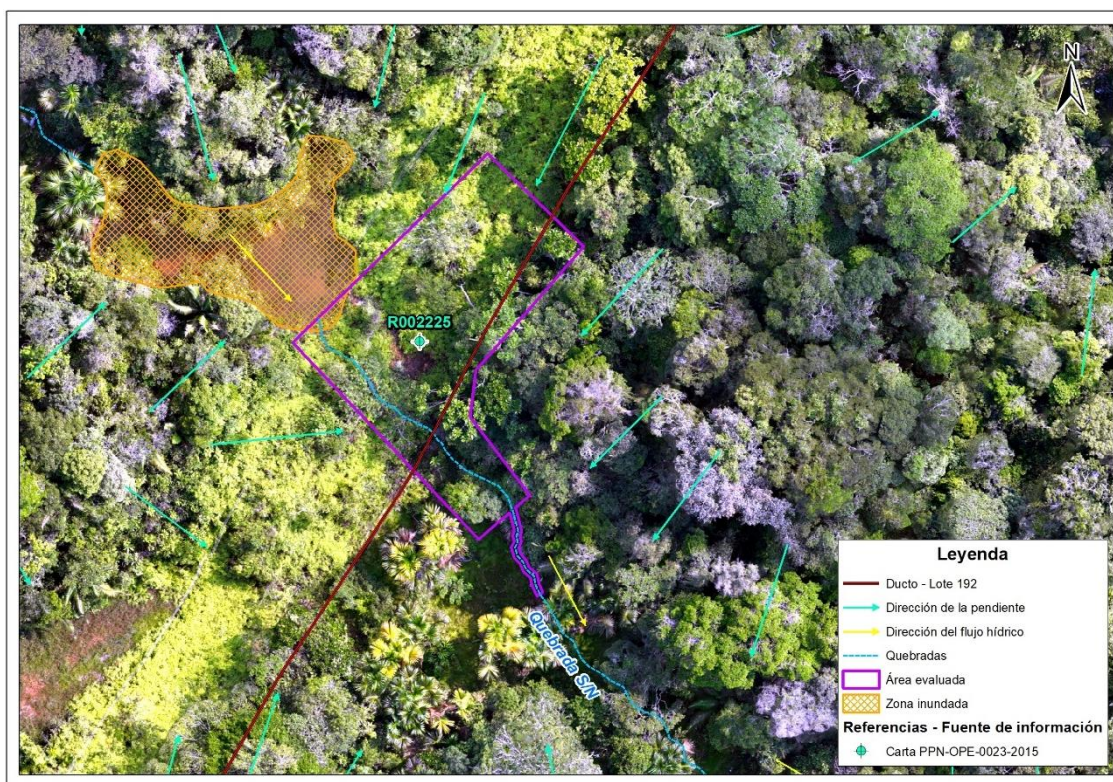 N
R002225
Quebrada S/N
Leyenda
Ducto - Lote 192
Dirección de la pendiente
Dirección del flujo hídrico
Quebradas
Área evaluada
Zona inundada
Referencias - Fuente de información
Carta PPN-OPE-0023-2015